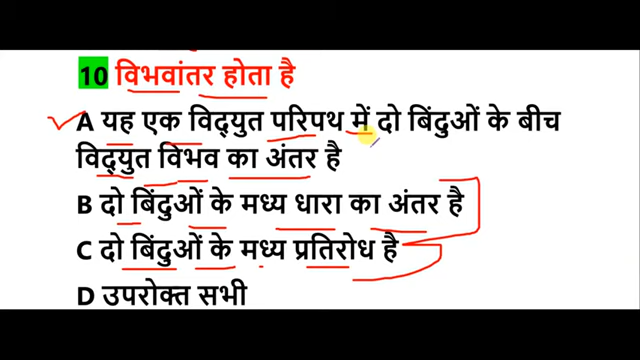 10 विभवांतर होता है
A यह एक विद्युत परिपथ में दो बिंदुओं के बीच
विद्युत विभव का अंतर है
B दो बिंदुओं के मध्य धारा का अंतर है
C दो बिंदुओं के मध्य प्रतिरोध है
D उपरोक्त सभी